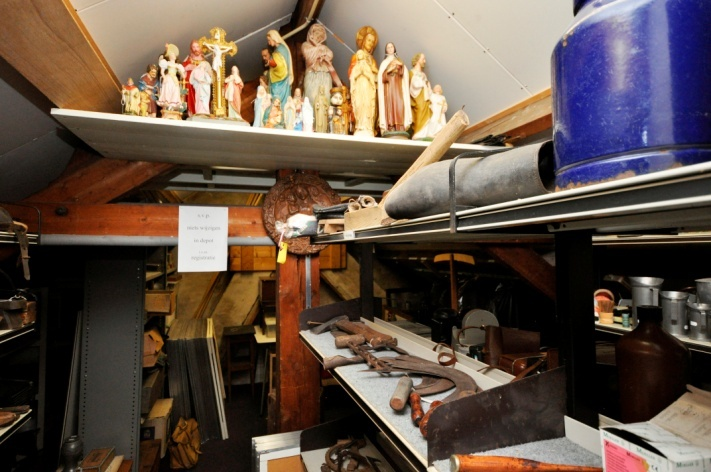 s.v.p.
niets wijzigen
in depot
i.v.m.
registratie